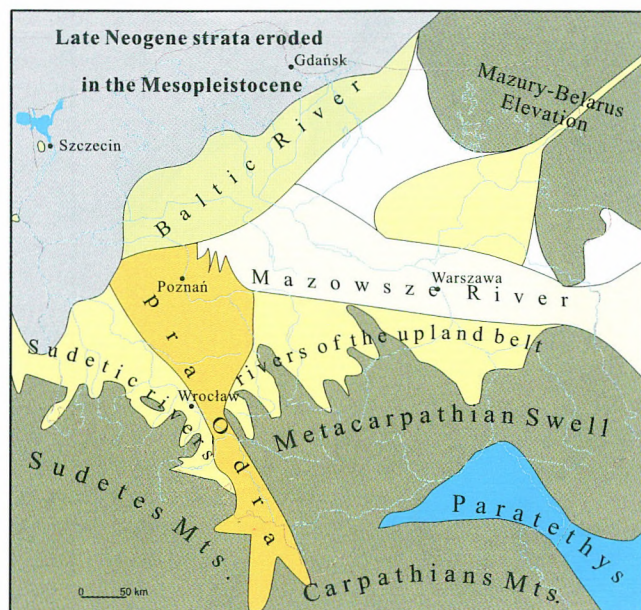 Late Neogene strata eroded
in the Mesopleistocene
Gdańsk
Mazury-Belarus
Elevation
Szczecin
Baltic River
Poznań
Mazowsze River
Warszawa
pra Odra
Sudetic rivers
rivers of the upland belt
Wrocław
Metacarpathian Swell
Sudetes Mts.
Paratethys
Carpathians Mts.
0 50 km